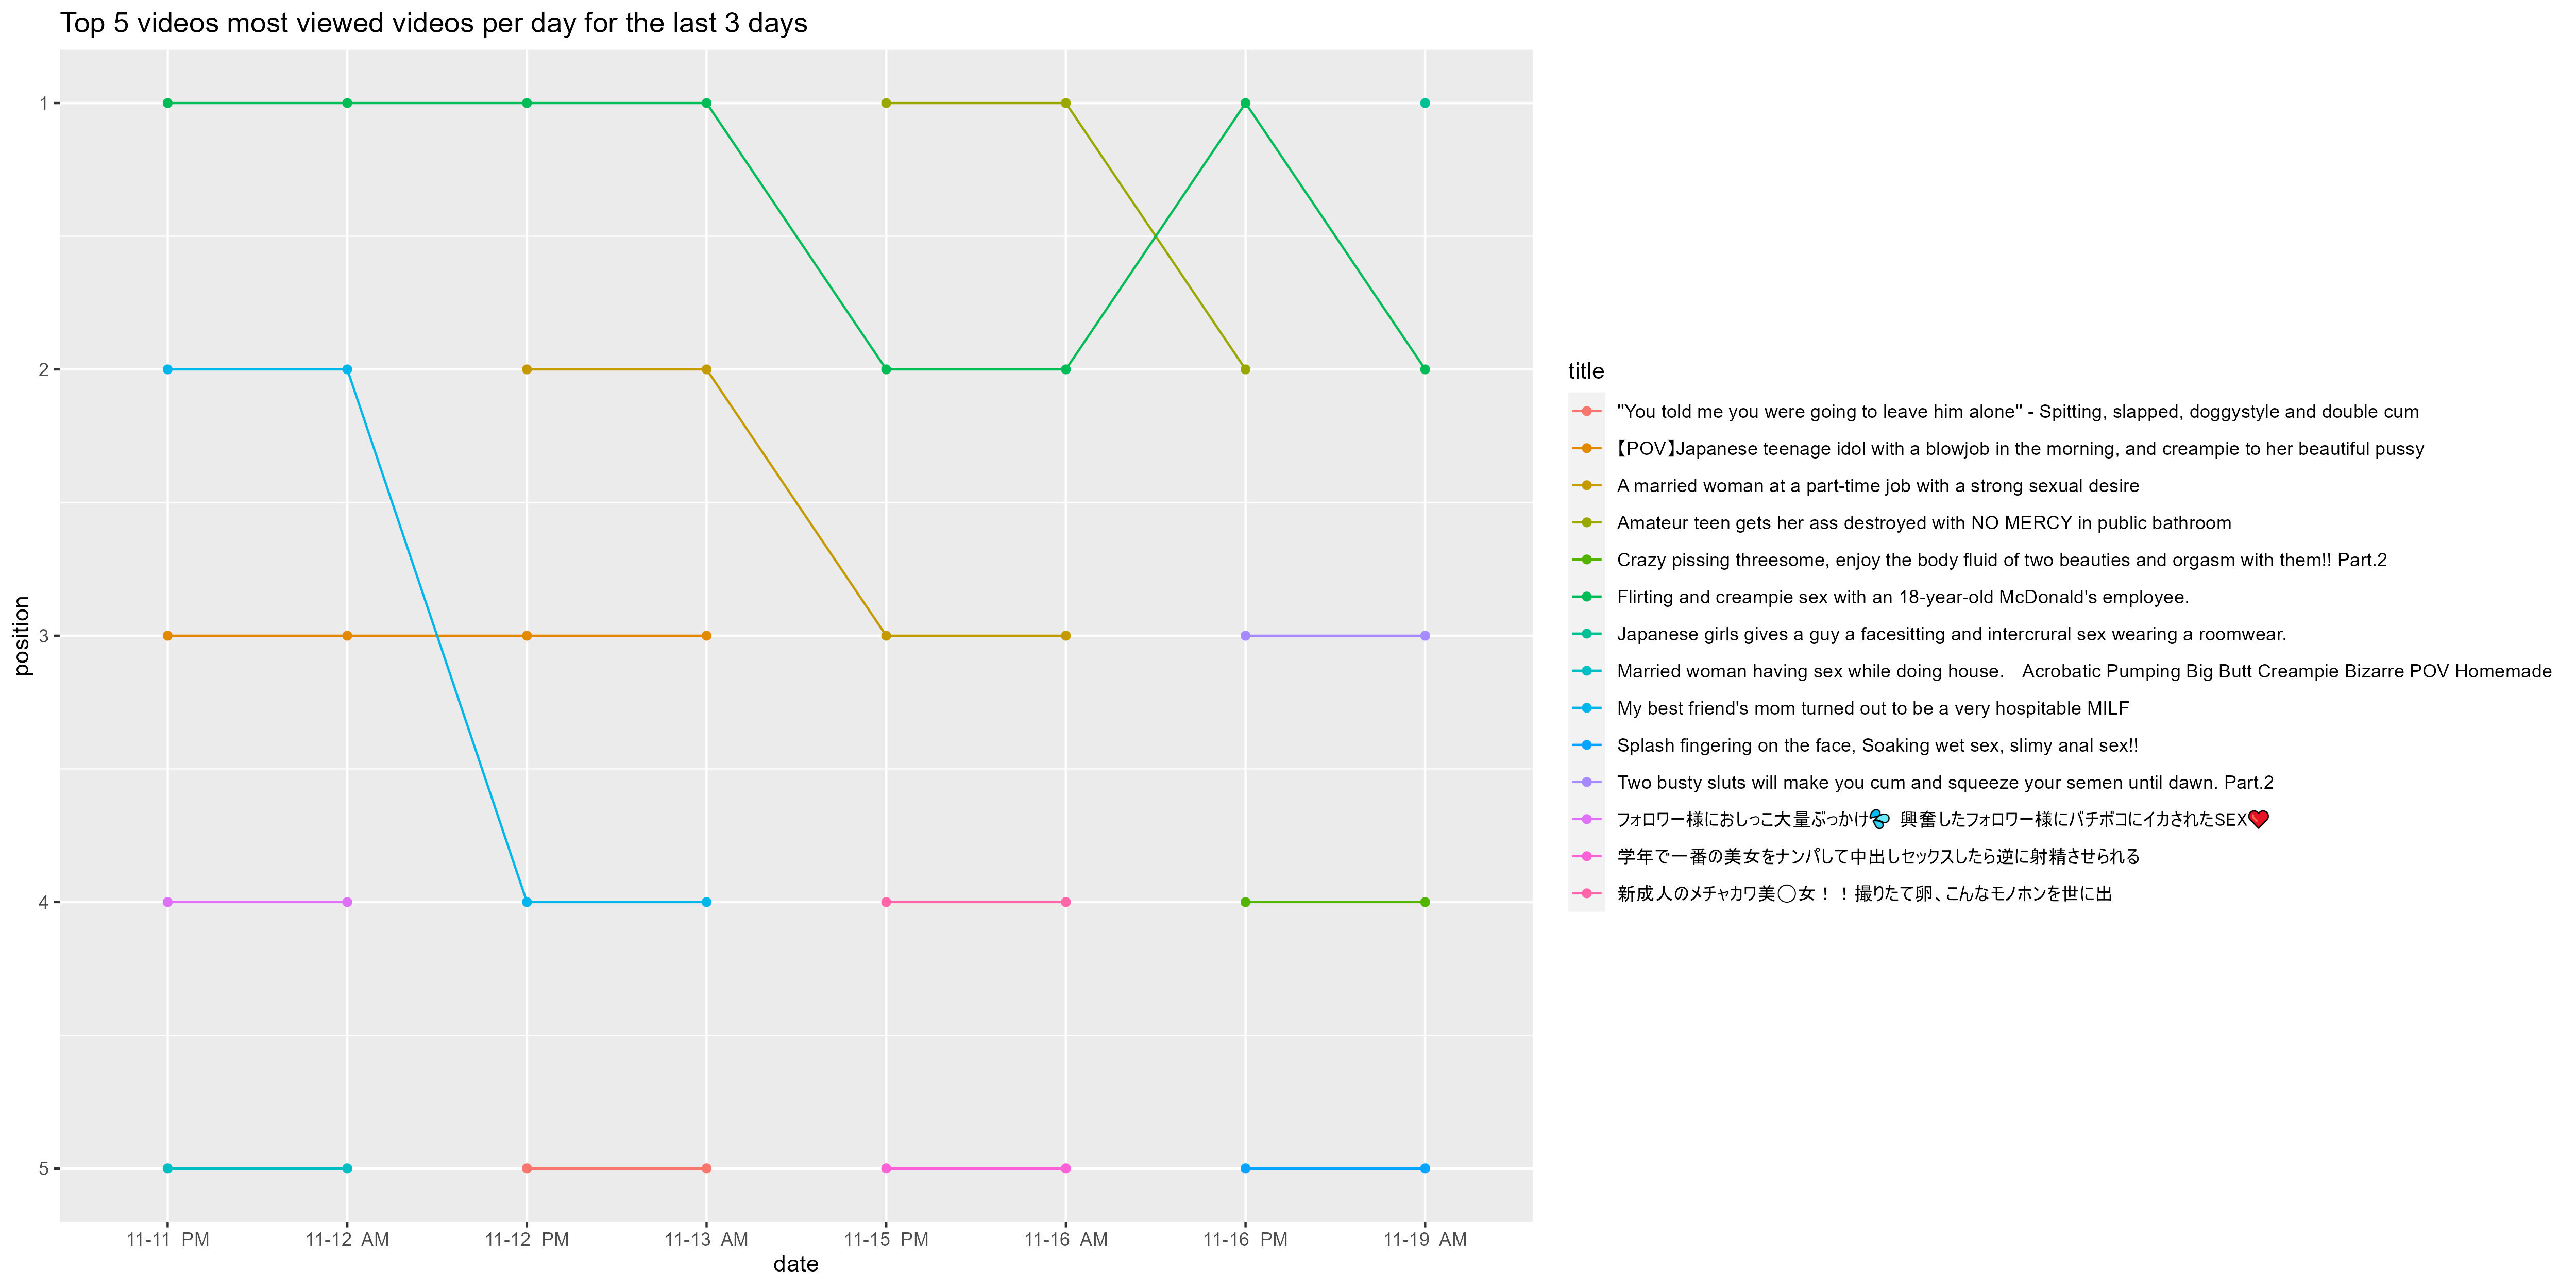 Top 5 videos most viewed videos per day for the last 3 days
position
1
2
3
4
5
11-11 PM
11-12 AM
11-12 PM
11-13 AM
11-15 PM
11-16 AM
11-16 PM
11-19 AM
date
title
"You told me you were going to leave him alone" - Spitting, slapped, doggystyle and double cum
【POV】Japanese teenage idol with a blowjob in the morning, and creampie to her beautiful pussy
A married woman at a part-time job with a strong sexual desire
Amateur teen gets her ass destroyed with NO MERCY in public bathroom
Crazy pissing threesome, enjoy the body fluid of two beauties and orgasm with them!! Part.2
Flirting and creampie sex with an 18-year-old McDonald's employee.
Japanese girls gives a guy a facesitting and intercrural sex wearing a roomwear.
Married woman having sex while doing house.　Acrobatic Pumping Big Butt Creampie Bizarre POV Homemade
My best friend's mom turned out to be a very hospitable MILF
Splash fingering on the face, Soaking wet sex, slimy anal sex!!
Two busty sluts will make you cum and squeeze your semen until dawn. Part.2
フォロワー様におしっこ大量ぶっかけ💦 興奮したフォロワー様にバチボコにイカされたSEX❤
学年で一番の美女をナンパして中出しセックスしたら逆に射精させられる
新成人のメチャカワ美◯女！！撮りたて卵、こんなモノホンを世に出